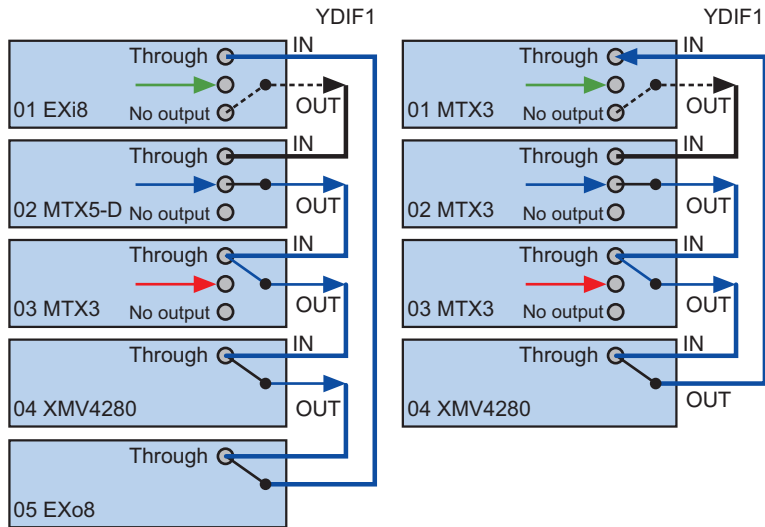 YDIF1
Through
IN
01 EXi8
No output
OUT
Through
IN
02 MTX5-D
No output
OUT
Through
IN
03 MTX3
No output
OUT
Through
IN
04 XMV4280
OUT
Through
05 EXo8
YDIF1
Through
IN
01 MTX3
No output
OUT
Through
IN
02 MTX3
No output
OUT
Through
IN
03 MTX3
No output
OUT
Through
IN
04 XMV4280
OUT